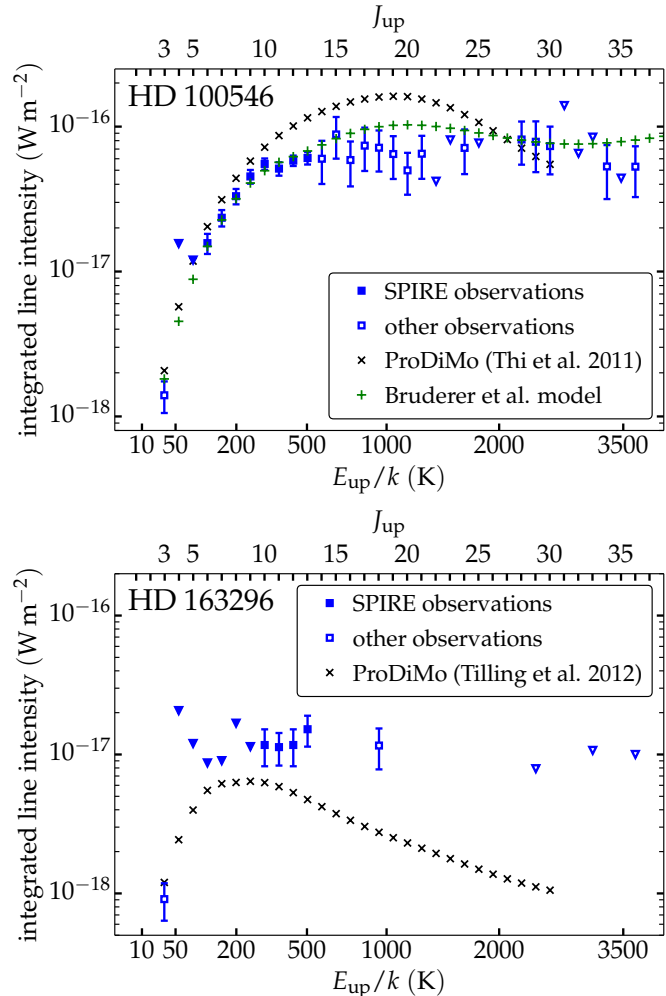 J_up
3 5 10 15 20 25 30 35
HD 100546
integrated line intensity (W m⁻²)
10⁻¹⁶
10⁻¹⁷
10⁻¹⁸
SPIRE observations
other observations
ProDiMo (Thi et al. 2011)
Bruderer et al. model
10 50 200 500 1000 2000 3500
E_up/k (K)
J_up
3 5 10 15 20 25 30 35
HD 163296
integrated line intensity (W m⁻²)
10⁻¹⁶
10⁻¹⁷
10⁻¹⁸
SPIRE observations
other observations
ProDiMo (Tilling et al. 2012)
10 50 200 500 1000 2000 3500
E_up/k (K)